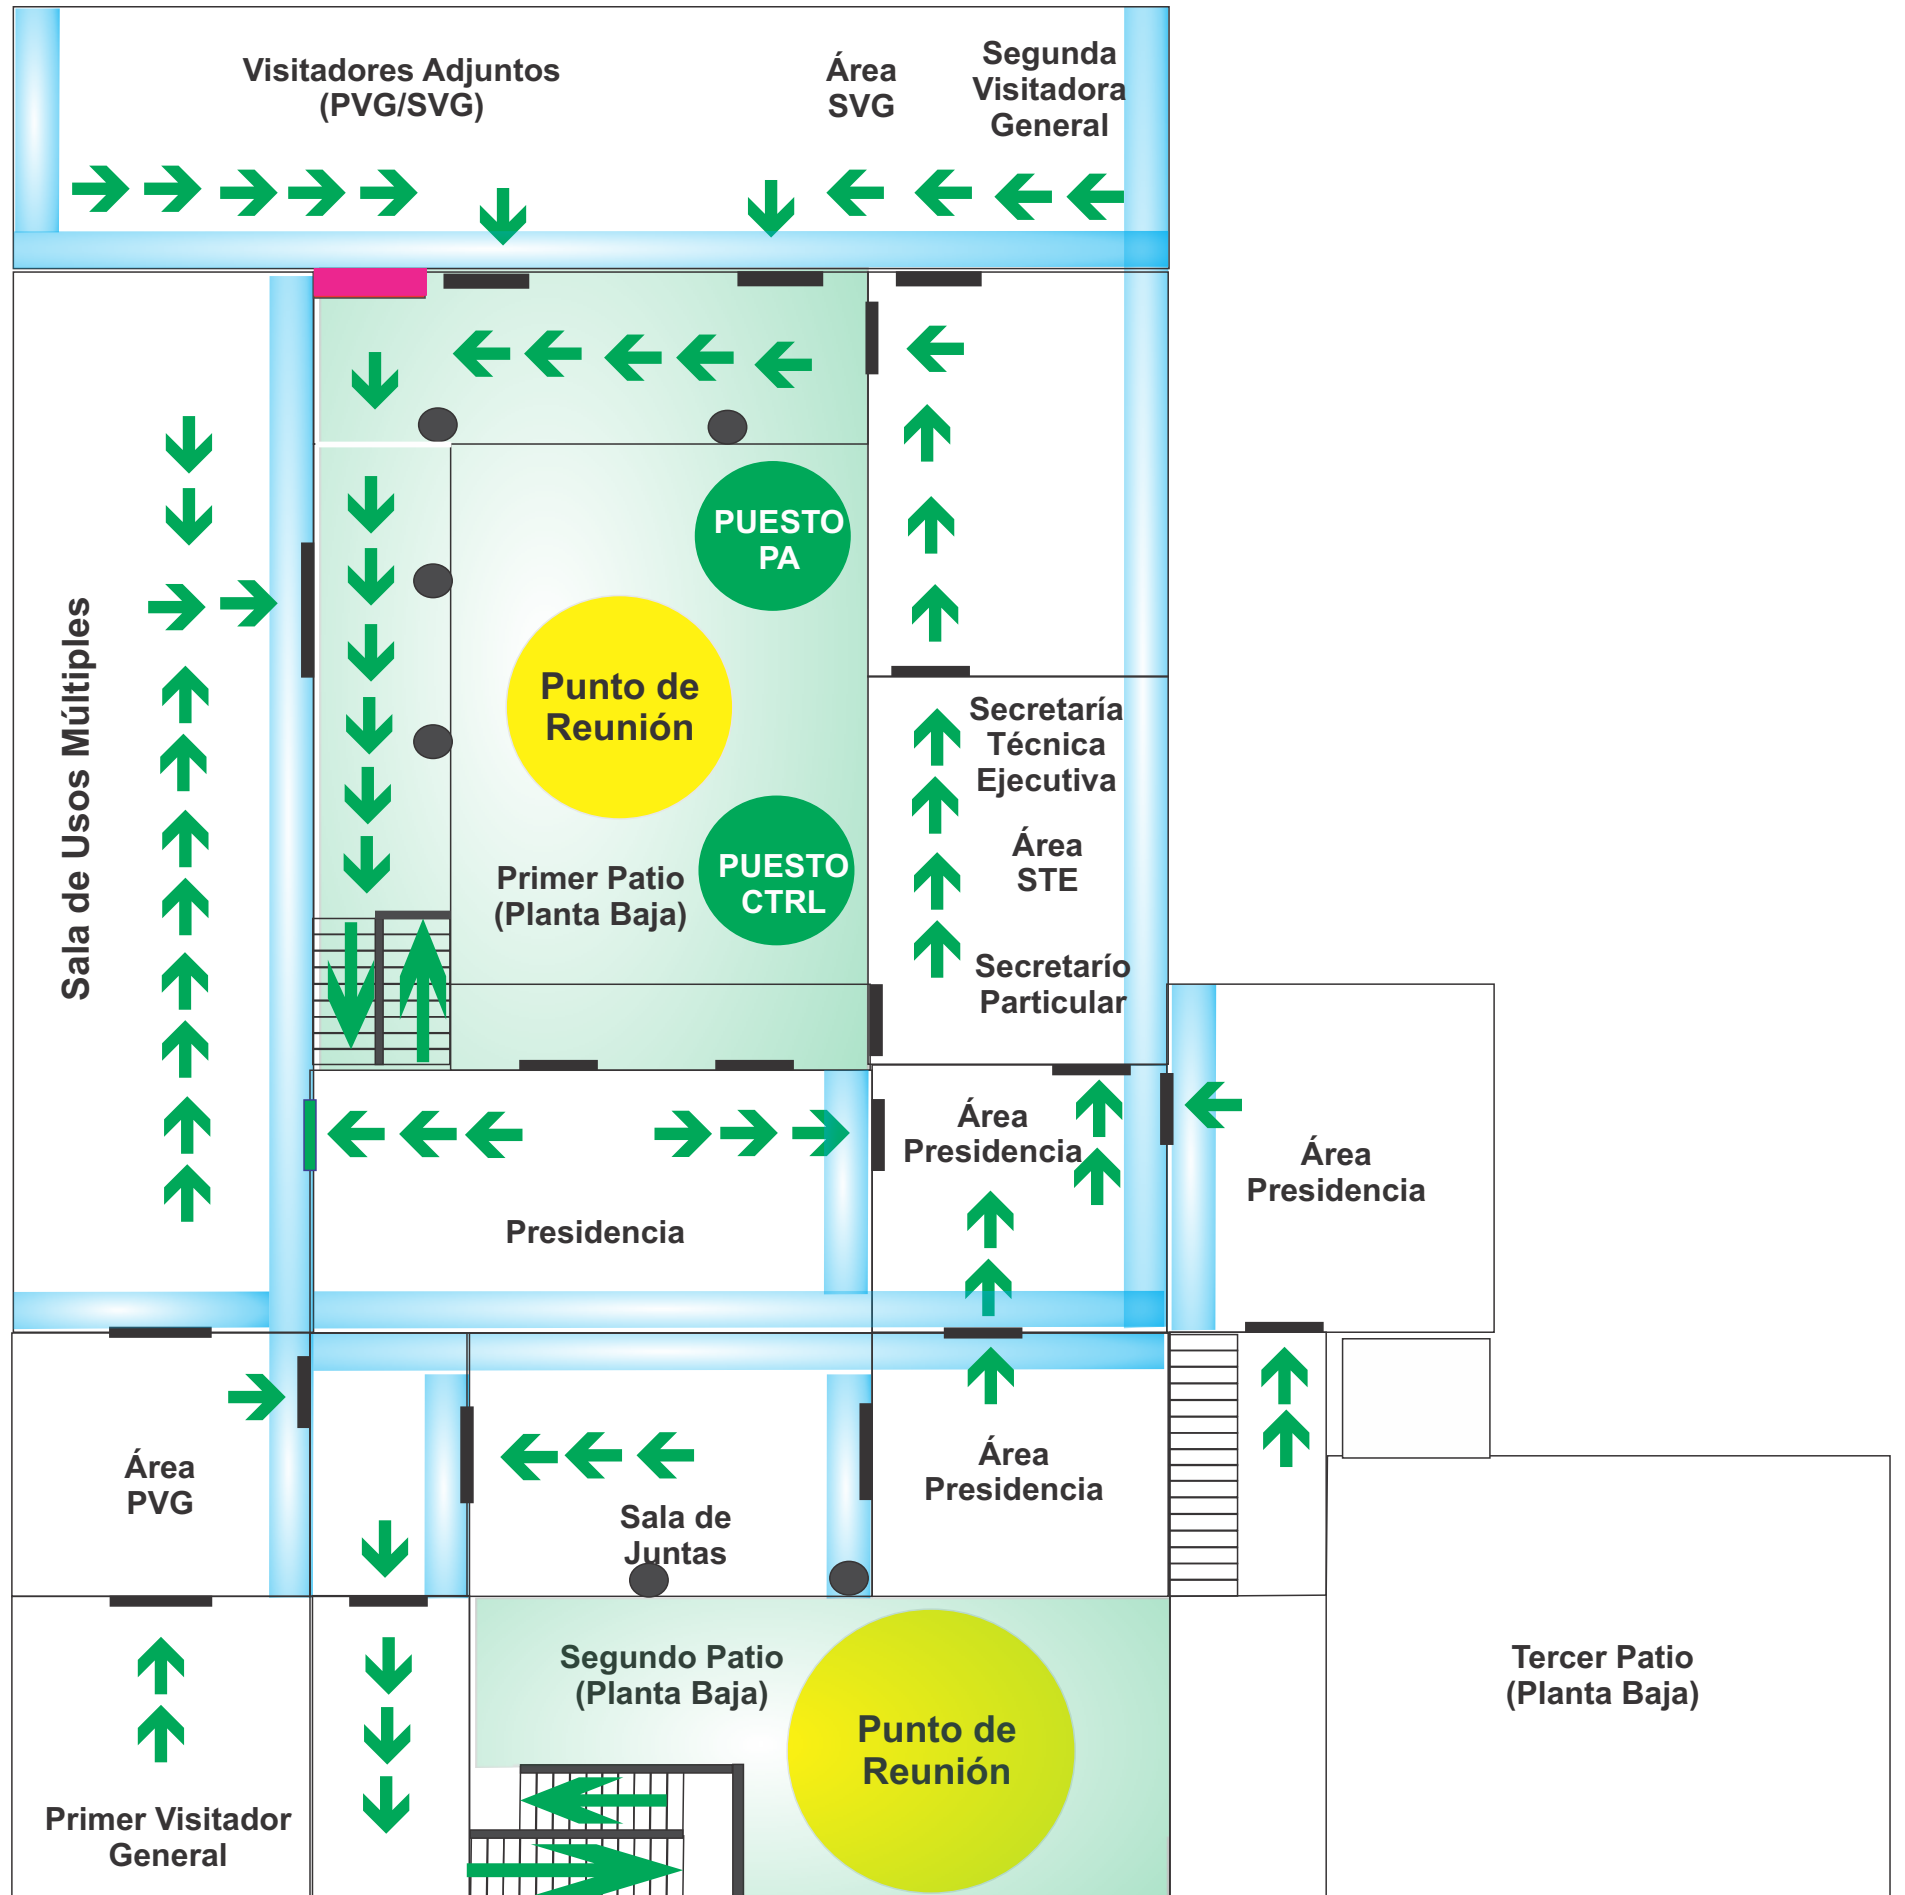 Visitadores Adjuntos
(PVG/SVG)
Área
SVG
Segunda
Visitadora
General
PUESTO
PA
Punto de
Reunión
Sala de Usos Múltiples
Secretaría
Técnica
Ejecutiva
Área
STE
PUESTO
CTRL
Primer Patio
(Planta Baja)
Secretarío
Particular
Área
Presidencia
Área
Presidencia
Presidencia
Área
PVG
Sala de
Juntas
Área
Presidencia
Segundo Patio
(Planta Baja)
Punto de
Reunión
Tercer Patio
(Planta Baja)
Primer Visitador
General